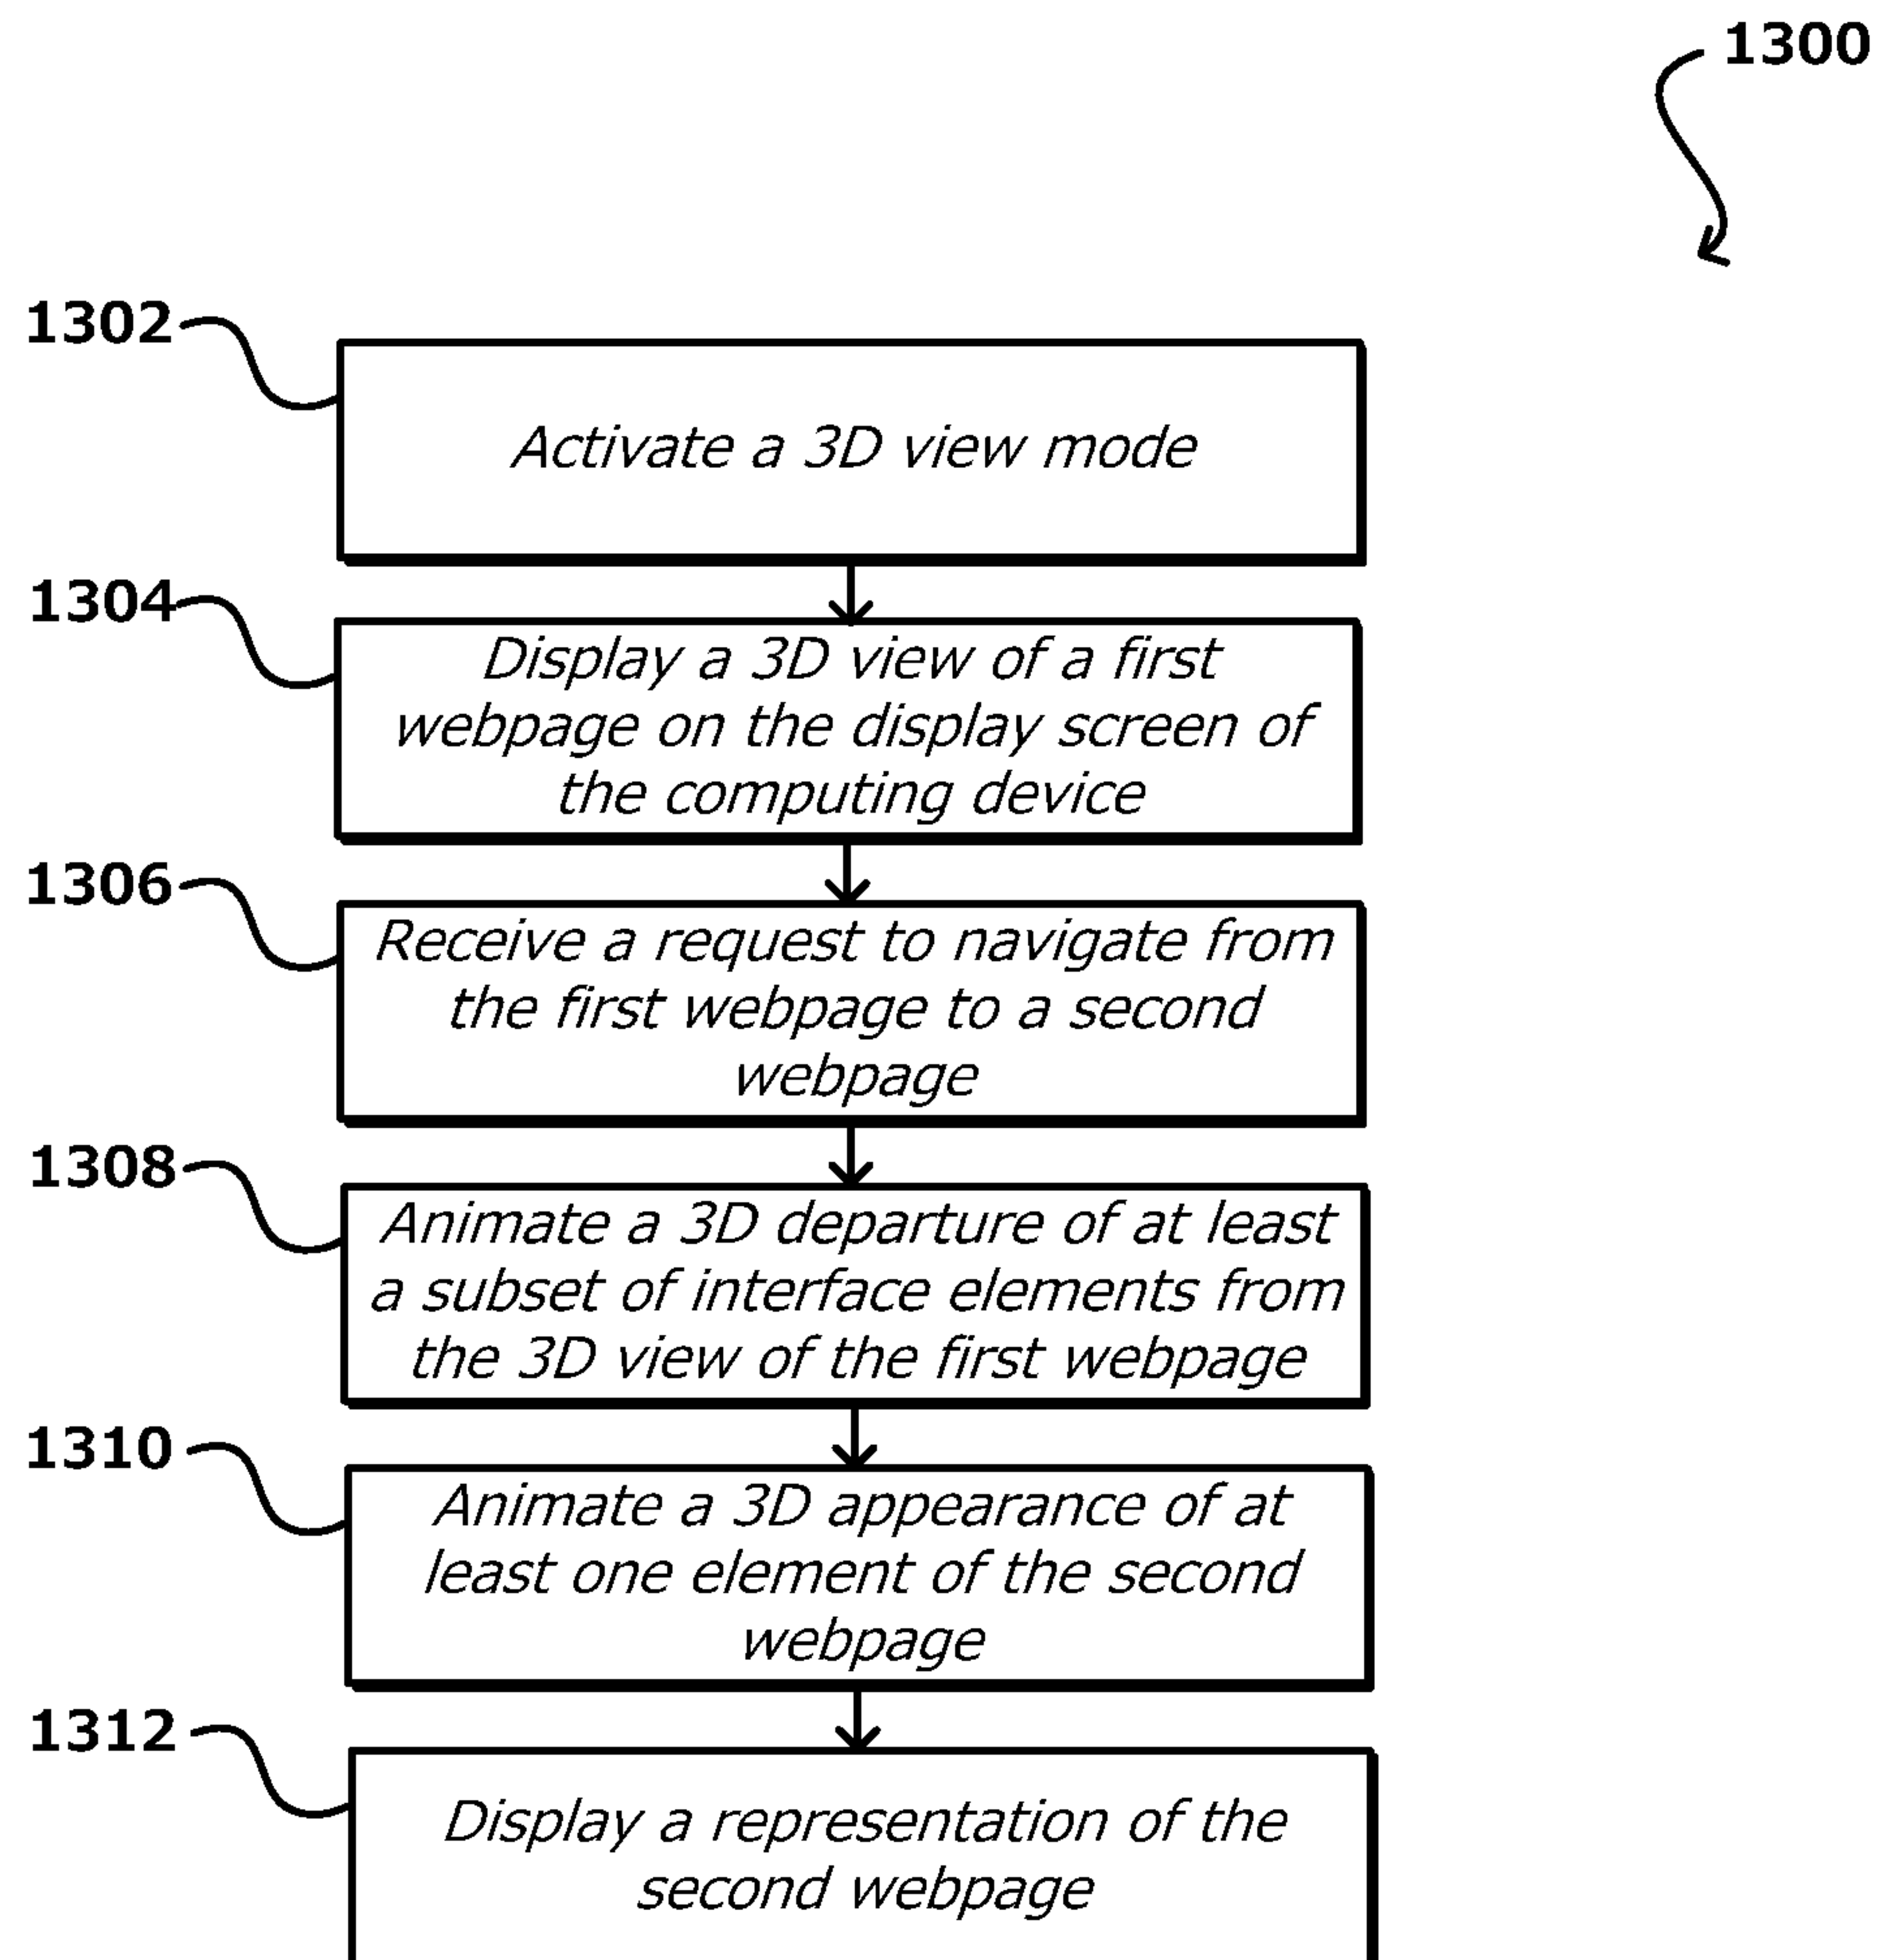 1300
1302
Activate a 3D view mode
1304
Display a 3D view of a first
webpage on the display screen of
the computing device
1306
Receive a request to navigate from
the first webpage to a second
webpage
1308
Animate a 3D departure of at least
a subset of interface elements from
the 3D view of the first webpage
1310
Animate a 3D appearance of at
least one element of the second
webpage
1312
Display a representation of the
second webpage